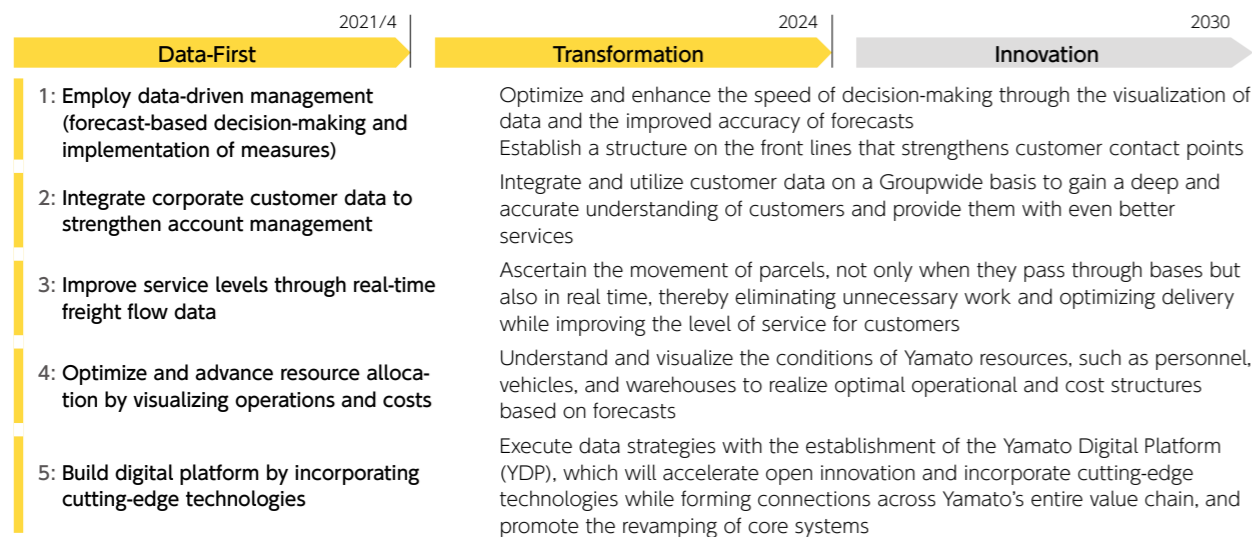 2021/4
2024
2030
Data-First
Transformation
Innovation
1: Employ data-driven management
(forecast-based decision-making and
implementation of measures)
Optimize and enhance the speed of decision-making through the visualization of
data and the improved accuracy of forecasts
Establish a structure on the front lines that strengthens customer contact points
2: Integrate corporate customer data to
strengthen account management
Integrate and utilize customer data on a Groupwide basis to gain a deep and
accurate understanding of customers and provide them with even better
services
3: Improve service levels through real-time
freight flow data
Ascertain the movement of parcels, not only when they pass through bases but
also in real time, thereby eliminating unnecessary work and optimizing delivery
while improving the level of service for customers
4: Optimize and advance resource alloca-
tion by visualizing operations and costs
Understand and visualize the conditions of Yamato resources, such as personnel,
vehicles, and warehouses to realize optimal operational and cost structures
based on forecasts
5: Build digital platform by incorporating
cutting-edge technologies
Execute data strategies with the establishment of the Yamato Digital Platform
(YDP), which will accelerate open innovation and incorporate cutting-edge
technologies while forming connections across Yamato's entire value chain, and
promote the revamping of core systems